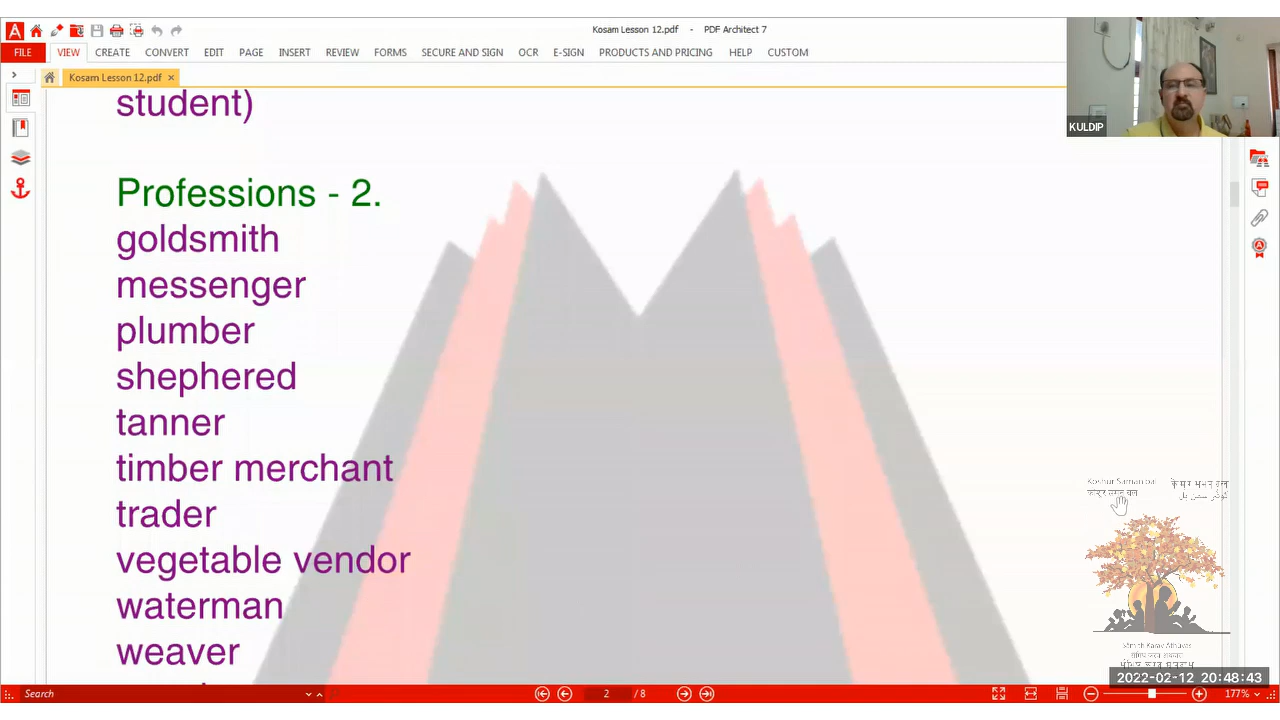 Kosam Lesson 12.pdf - PDF Architect 7
FILE VIEW CREATE CONVERT EDIT PAGE INSERT REVIEW FORMS SECURE AND SIGN OCR E-SIGN PRODUCTS AND PRICING HELP CUSTOM
Kosam Lesson 12.pdf ×
KULDIP
student)
Professions - 2.
goldsmith
messenger
plumber
shephered
tanner
timber merchant
trader
vegetable vendor
waterman
weaver
2022-02-12 20:48:43
Search
2 / 8
177%